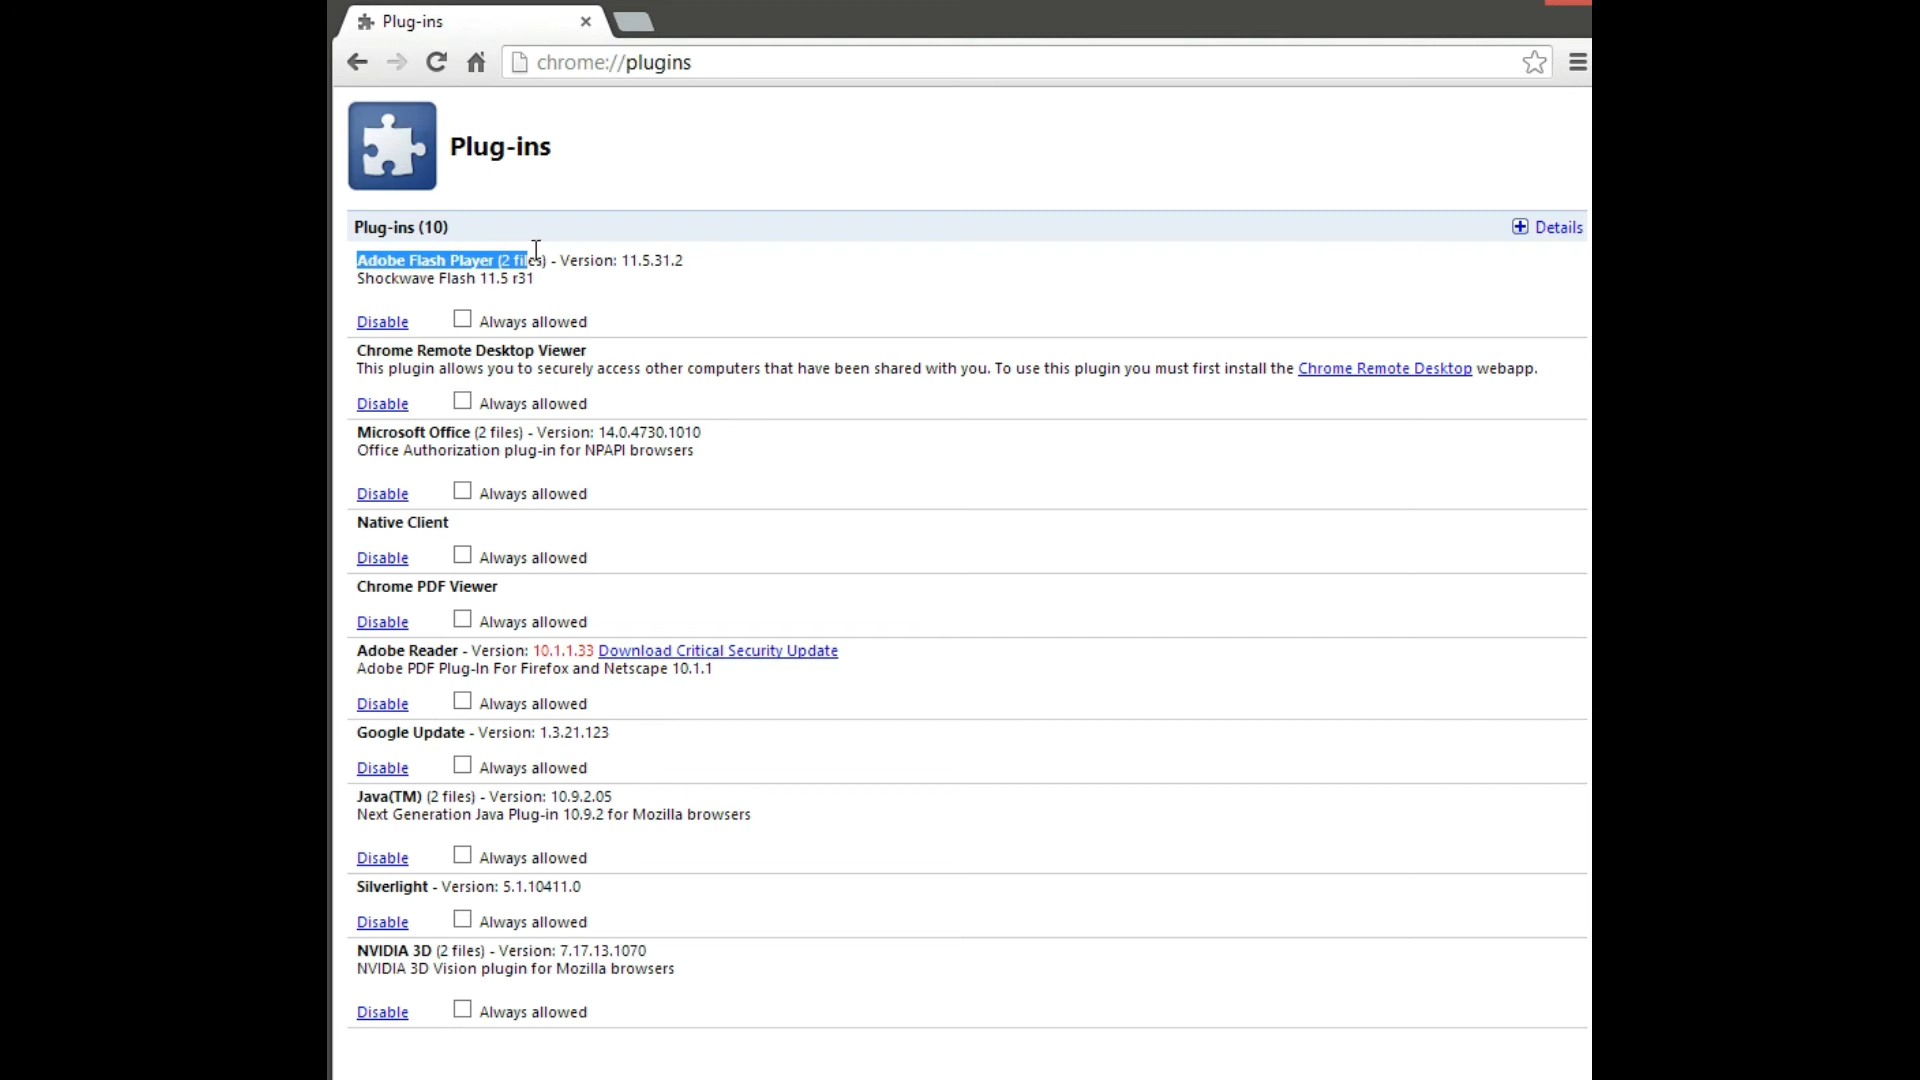 Plug-ins
chrome://plugins
Plug-ins
Plug-ins (10)
Details
Adobe Flash Player (2 files) - Version: 11.5.31.2
Shockwave Flash 11.5 r31
Disable Always allowed
Chrome Remote Desktop Viewer
This plugin allows you to securely access other computers that have been shared with you. To use this plugin you must first install the Chrome Remote Desktop webapp.
Disable Always allowed
Microsoft Office (2 files) - Version: 14.0.4730.1010
Office Authorization plug-in for NPAPI browsers
Disable Always allowed
Native Client
Disable Always allowed
Chrome PDF Viewer
Disable Always allowed
Adobe Reader - Version: 10.1.1.33 Download Critical Security Update
Adobe PDF Plug-In For Firefox and Netscape 10.1.1
Disable Always allowed
Google Update - Version: 1.3.21.123
Disable Always allowed
Java(TM) (2 files) - Version: 10.9.2.05
Next Generation Java Plug-in 10.9.2 for Mozilla browsers
Disable Always allowed
Silverlight - Version: 5.1.10411.0
Disable Always allowed
NVIDIA 3D (2 files) - Version: 7.17.13.1070
NVIDIA 3D Vision plugin for Mozilla browsers
Disable Always allowed